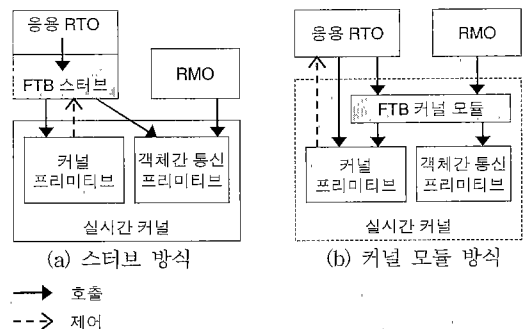 응용 RTO
FTB 스터브
RMO
커널
프리미티브
객체간 통신
프리미티브
실시간 커널
(a) 스터브 방식
응용 RTO
RMO
FTB 커널 모듈
커널
프리미티브
객체간 통신
프리미티브
실시간 커널
(b) 커널 모듈 방식
호출
제어